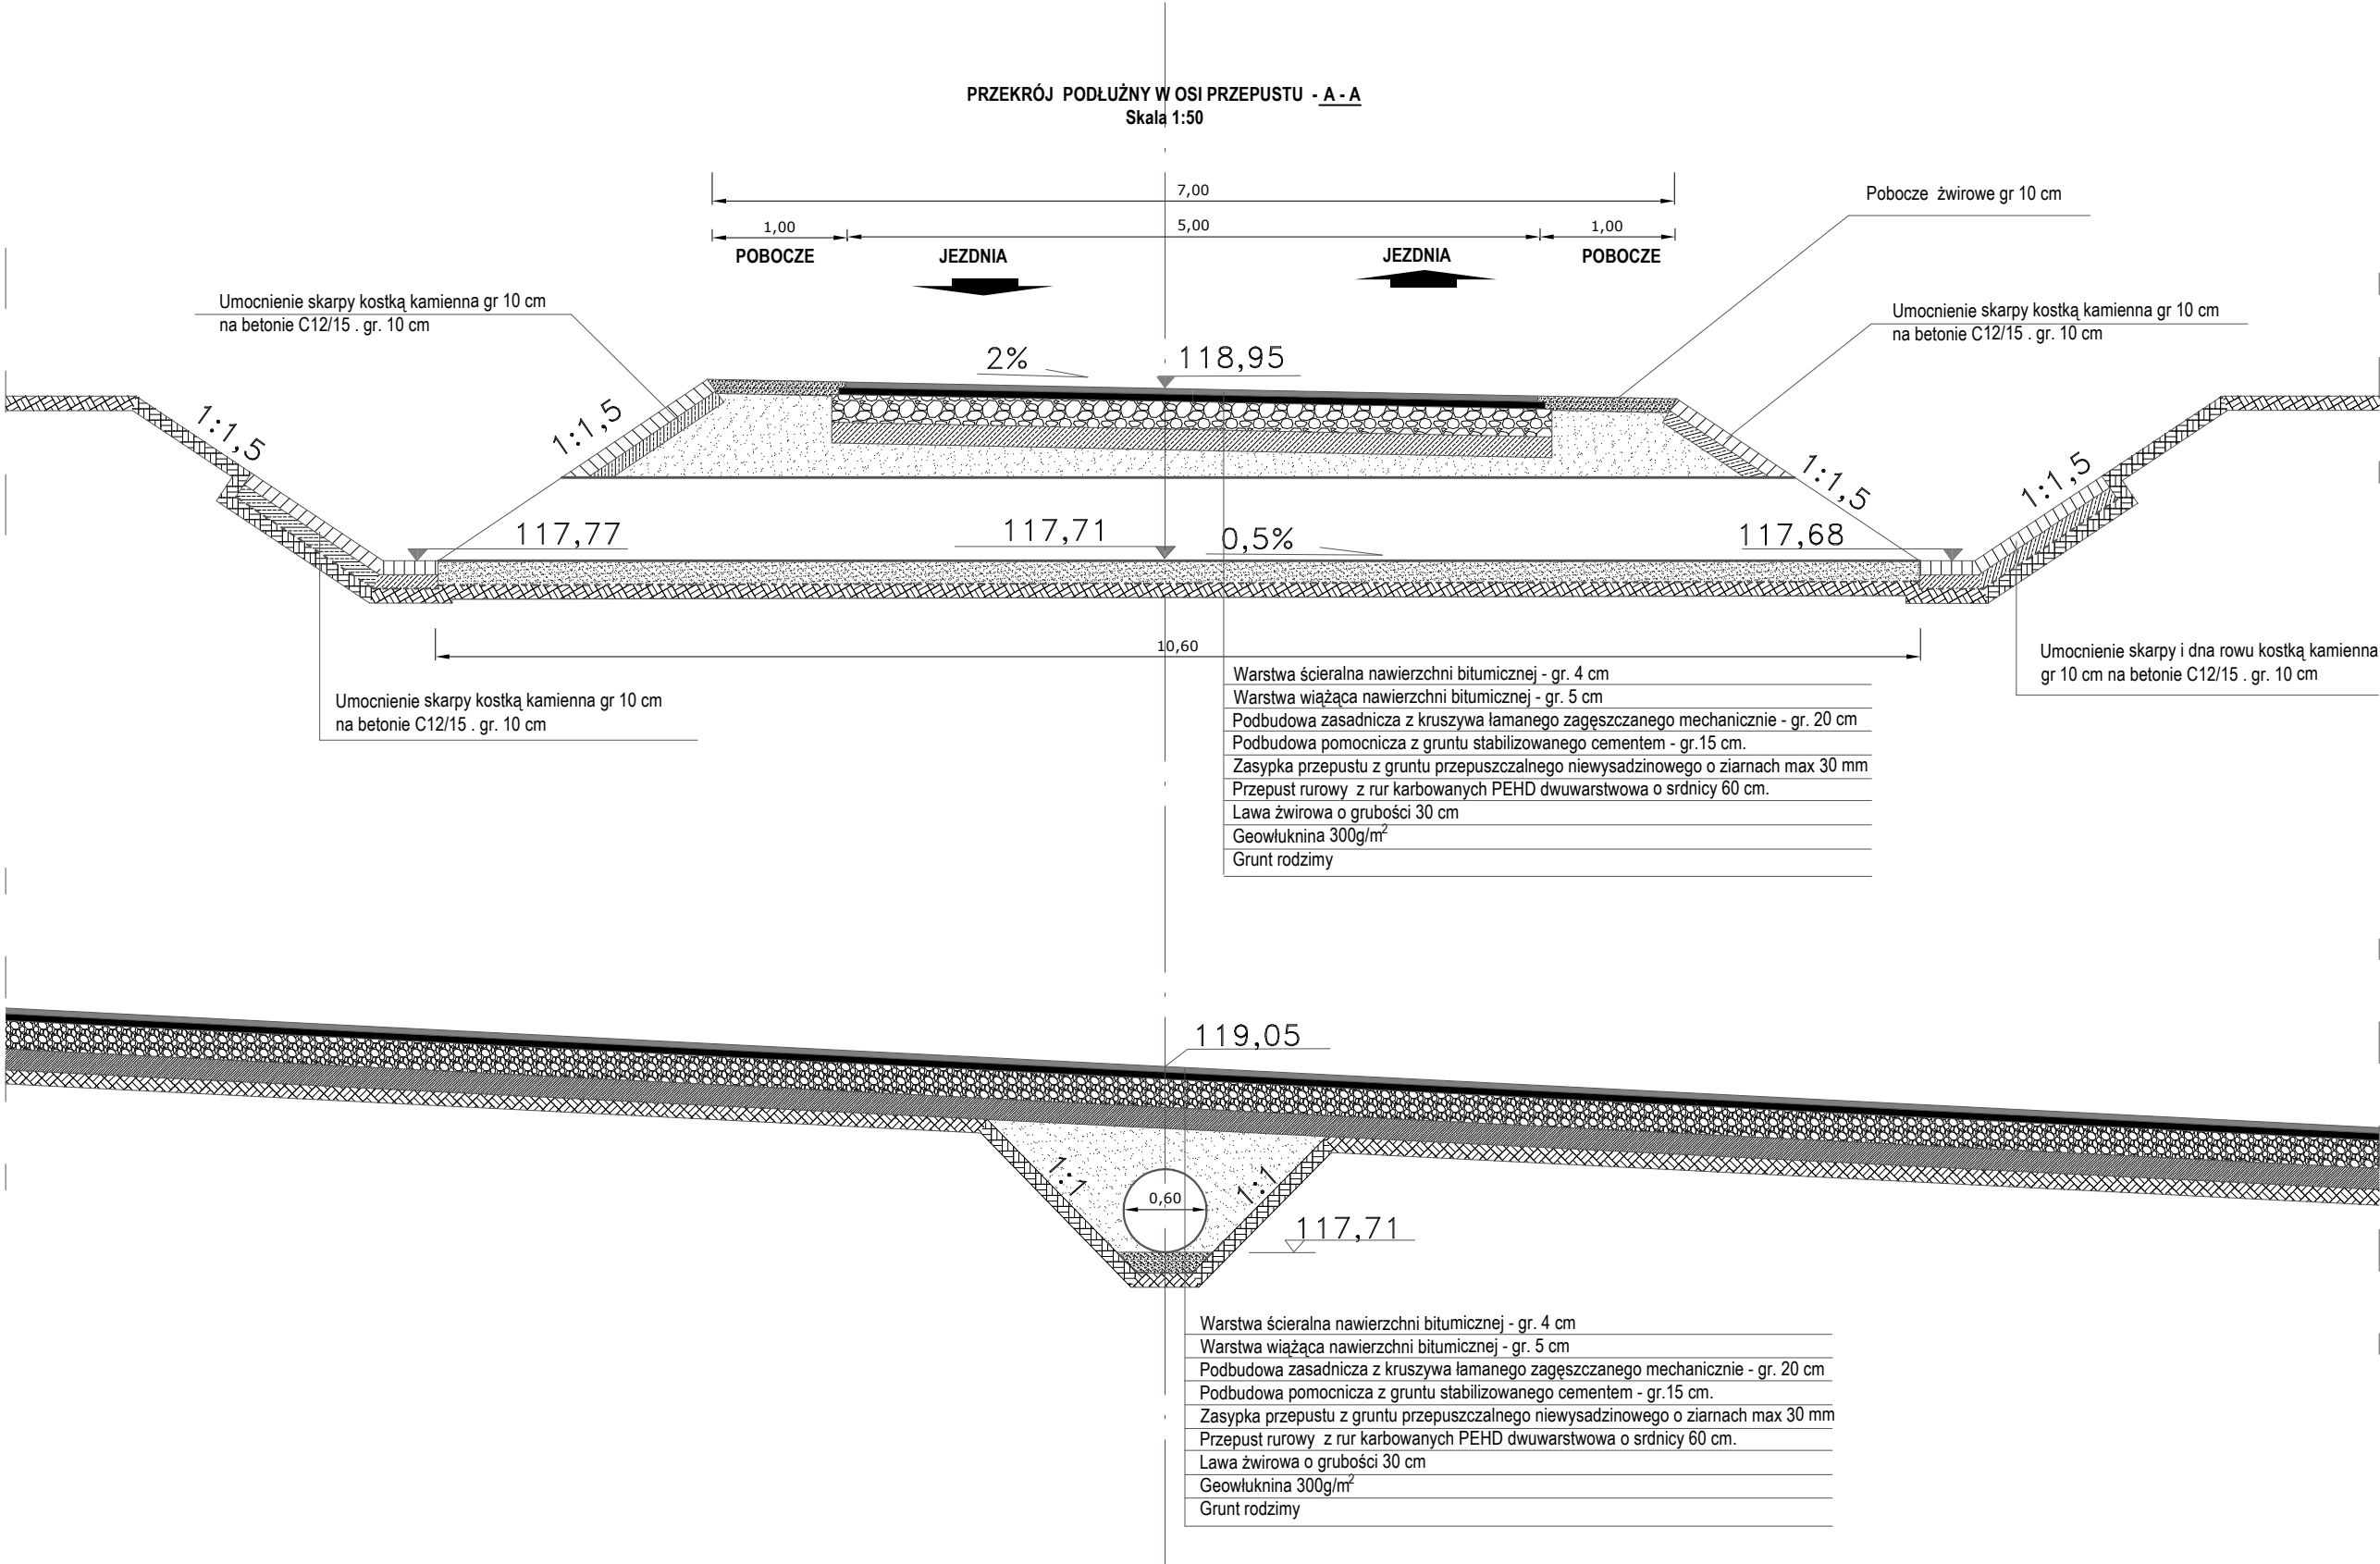 PRZEKRÓJ PODŁUŻNY W OSI PRZEPUSTU - A - A
Skala 1:50
7,00
1,00
5,00
1,00
POBOCZE
JEZDNIA
JEZDNIA
POBOCZE
Pobocze żwirowe gr 10 cm
Umocnienie skarpy kostką kamienna gr 10 cm
na betonie C12/15 . gr. 10 cm
Umocnienie skarpy kostką kamienna gr 10 cm
na betonie C12/15 . gr. 10 cm
2%
118,95
1:1,5
1:1,5
1:1,5
1:1,5
117,77
117,71
0,5%
117,68
10,60
Umocnienie skarpy kostką kamienna gr 10 cm
na betonie C12/15 . gr. 10 cm
Umocnienie skarpy i dna rowu kostką kamienna
gr 10 cm na betonie C12/15 . gr. 10 cm
Warstwa ścieralna nawierzchni bitumicznej - gr. 4 cm
Warstwa wiążąca nawierzchni bitumicznej - gr. 5 cm
Podbudowa zasadnicza z kruszywa łamanego zagęszczanego mechanicznie - gr. 20 cm
Podbudowa pomocnicza z gruntu stabilizowanego cementem - gr.15 cm.
Zasypka przepustu z gruntu przepuszczalnego niewysadzinowego o ziarnach max 30 mm
Przepust rurowy z rur karbowanych PEHD dwuwarstwowa o srdnicy 60 cm.
Lawa żwirowa o grubości 30 cm
Geowłuknina 300g/m²
Grunt rodzimy
119,05
1:1
0,60
1:1
117,71
Warstwa ścieralna nawierzchni bitumicznej - gr. 4 cm
Warstwa wiążąca nawierzchni bitumicznej - gr. 5 cm
Podbudowa zasadnicza z kruszywa łamanego zagęszczanego mechanicznie - gr. 20 cm
Podbudowa pomocnicza z gruntu stabilizowanego cementem - gr.15 cm.
Zasypka przepustu z gruntu przepuszczalnego niewysadzinowego o ziarnach max 30 mm
Przepust rurowy z rur karbowanych PEHD dwuwarstwowa o srdnicy 60 cm.
Lawa żwirowa o grubości 30 cm
Geowłuknina 300g/m²
Grunt rodzimy